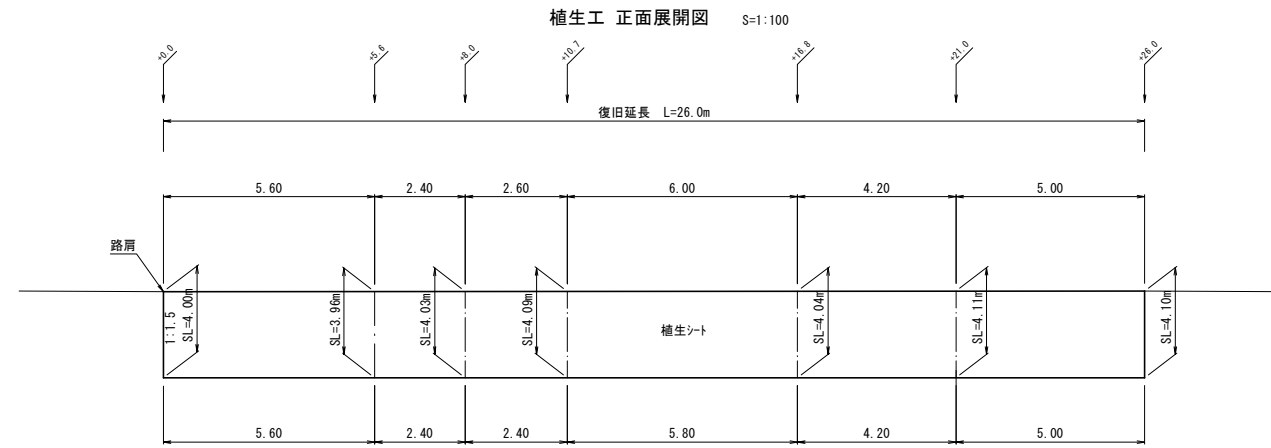 植生工 正面展開図 S=1:100
+0.0 +5.6 +8.0 +10.7 +16.8 +21.0 +26.0
復旧延長 L=26.0m
5.60 2.40 2.60 6.00 4.20 5.00
路肩
1:1.5
SL=4.00m
SL=3.96m
SL=4.03m
SL=4.09m
植生シート
SL=4.04m
SL=4.11m
SL=4.10m
5.60 2.40 2.40 5.80 4.20 5.00